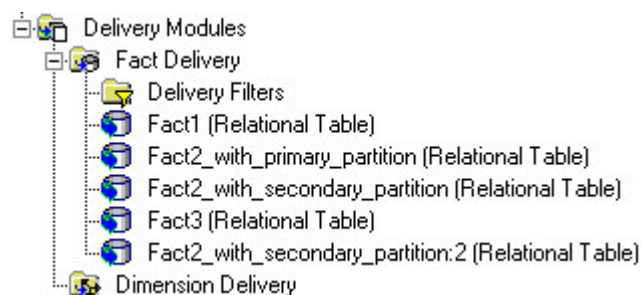 Delivery Modules
Fact Delivery
Delivery Filters
Fact1 (Relational Table)
Fact2_with_primary_partition (Relational Table)
Fact2_with_secondary_partition (Relational Table)
Fact3 (Relational Table)
Fact2_with_secondary_partition:2 (Relational Table)
Dimension Delivery